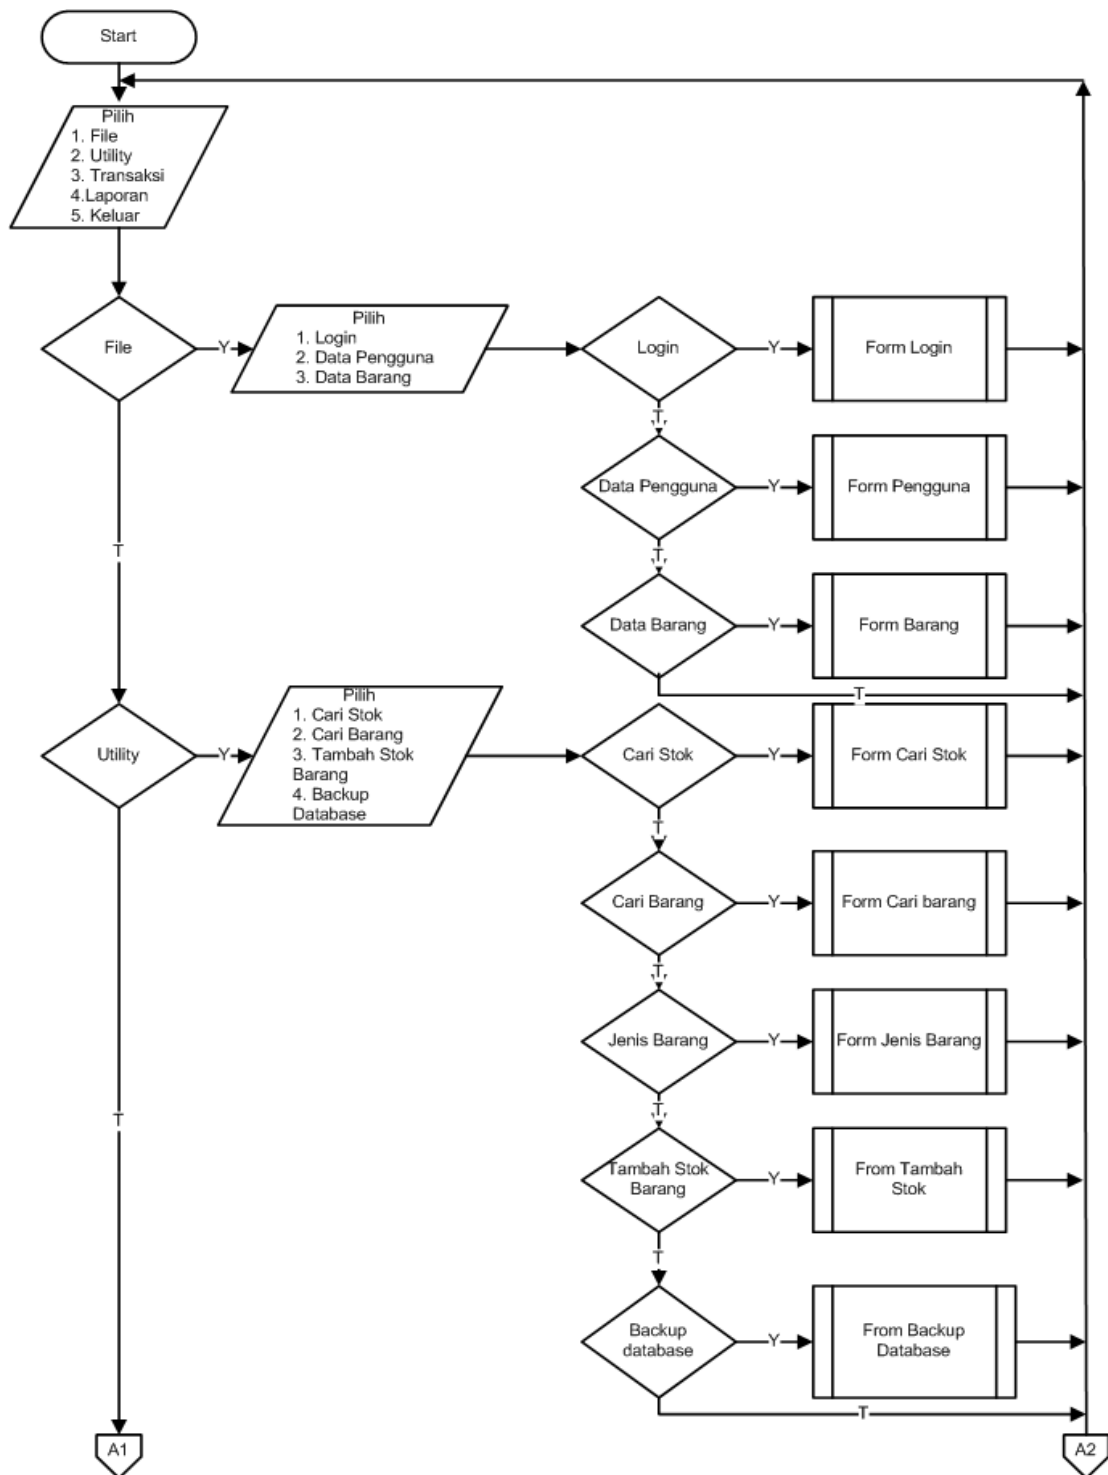 Start
Pilih
1. File
2. Utility
3. Transaksi
4.Laporan
5. Keluar
File
Y
Pilih
1. Login
2. Data Pengguna
3. Data Barang
Login
Y
Form Login
T
Data Pengguna
Y
Form Pengguna
T
T
Data Barang
Y
Form Barang
T
Utility
Y
Pilih
1. Cari Stok
2. Cari Barang
3. Tambah Stok
Barang
4. Backup
Database
Cari Stok
Y
Form Cari Stok
T
Cari Barang
Y
Form Cari barang
T
Jenis Barang
Y
Form Jenis Barang
T
T
Tambah Stok
Barang
Y
From Tambah
Stok
T
Backup
database
Y
From Backup
Database
T
A1
A2